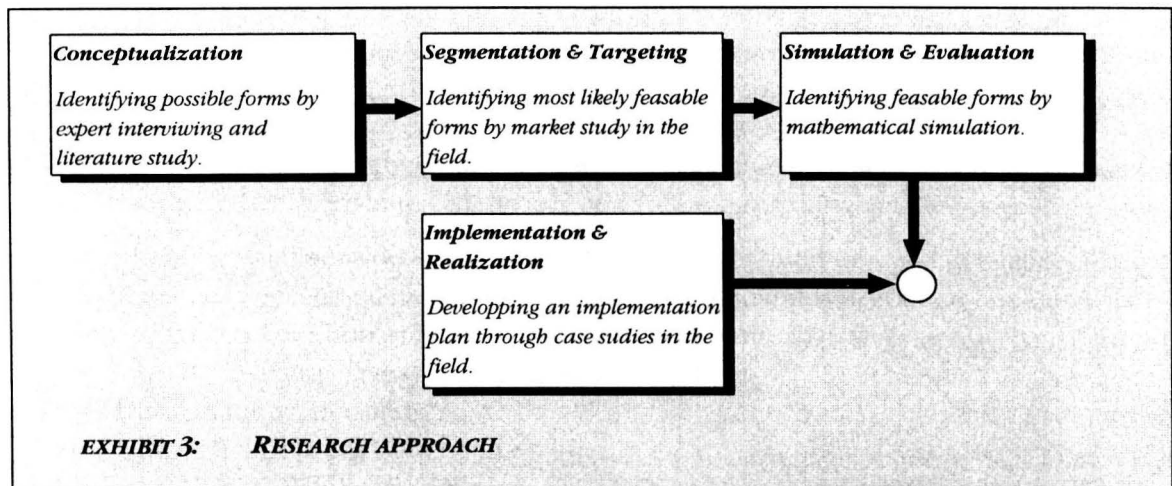 Conceptualization
Identifying possible forms by
expert interviwing and
literature study.
Segmentation & Targeting
Identifying most likely feasable
forms by market study in the
field.
Simulation & Evaluation
Identifying feasable forms by
mathematical simulation.
Implementation &
Realization
Developping an implementation
plan through case sudies in the
field.
EXHIBIT 3: RESEARCH APPROACH